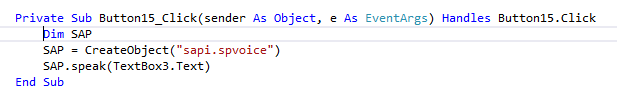 Private Sub Button15_Click(sender As Object, e As EventArgs) Handles Button15.Click
    Dim SAP
    SAP = CreateObject("sapi.spvoice")
    SAP.speak(TextBox3.Text)
End Sub